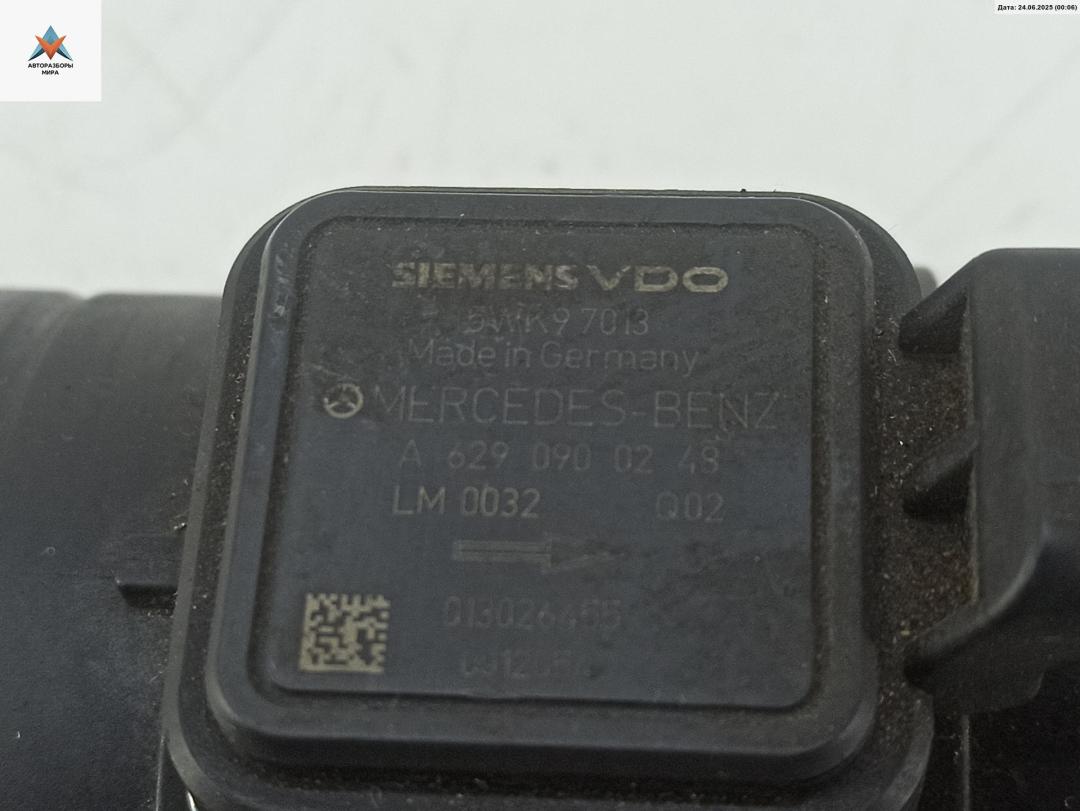 АВТОРАЗБОРЫ
МИРА
Дата: 24.06.2025 (00:06)
SIEMENS VDO
5WK9 7013
Made in Germany
MERCEDES-BENZ
A 629 090 02 48
LM 0032 Q02
013026455